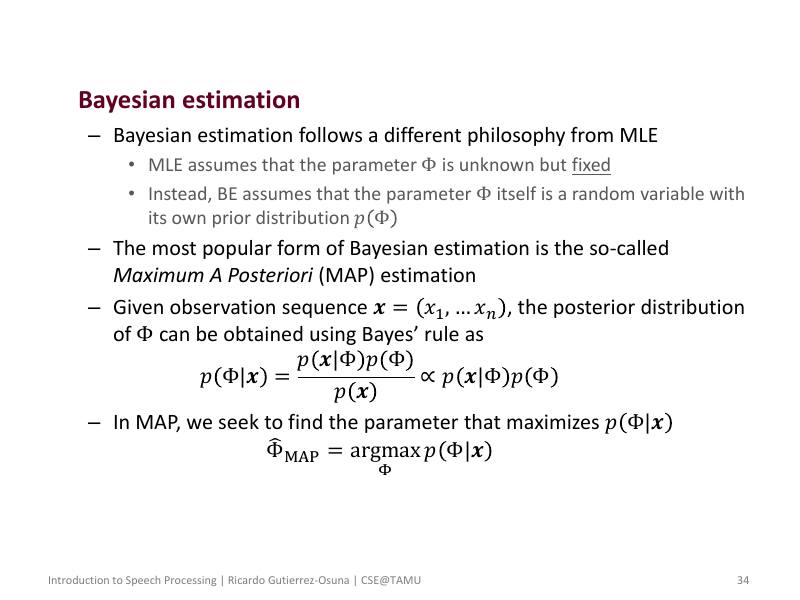 Bayesian estimation
– Bayesian estimation follows a different philosophy from MLE
• MLE assumes that the parameter Φ is unknown but fixed
• Instead, BE assumes that the parameter Φ itself is a random variable with
its own prior distribution p(Φ)
– The most popular form of Bayesian estimation is the so-called
Maximum A Posteriori (MAP) estimation
– Given observation sequence x = (x₁, … xₙ), the posterior distribution
of Φ can be obtained using Bayes’ rule as
p(Φ|x) = p(x|Φ)p(Φ) / p(x) ∝ p(x|Φ)p(Φ)
– In MAP, we seek to find the parameter that maximizes p(Φ|x)
Φ̂_MAP = argmax p(Φ|x)
Φ
Introduction to Speech Processing | Ricardo Gutierrez-Osuna | CSE@TAMU
34